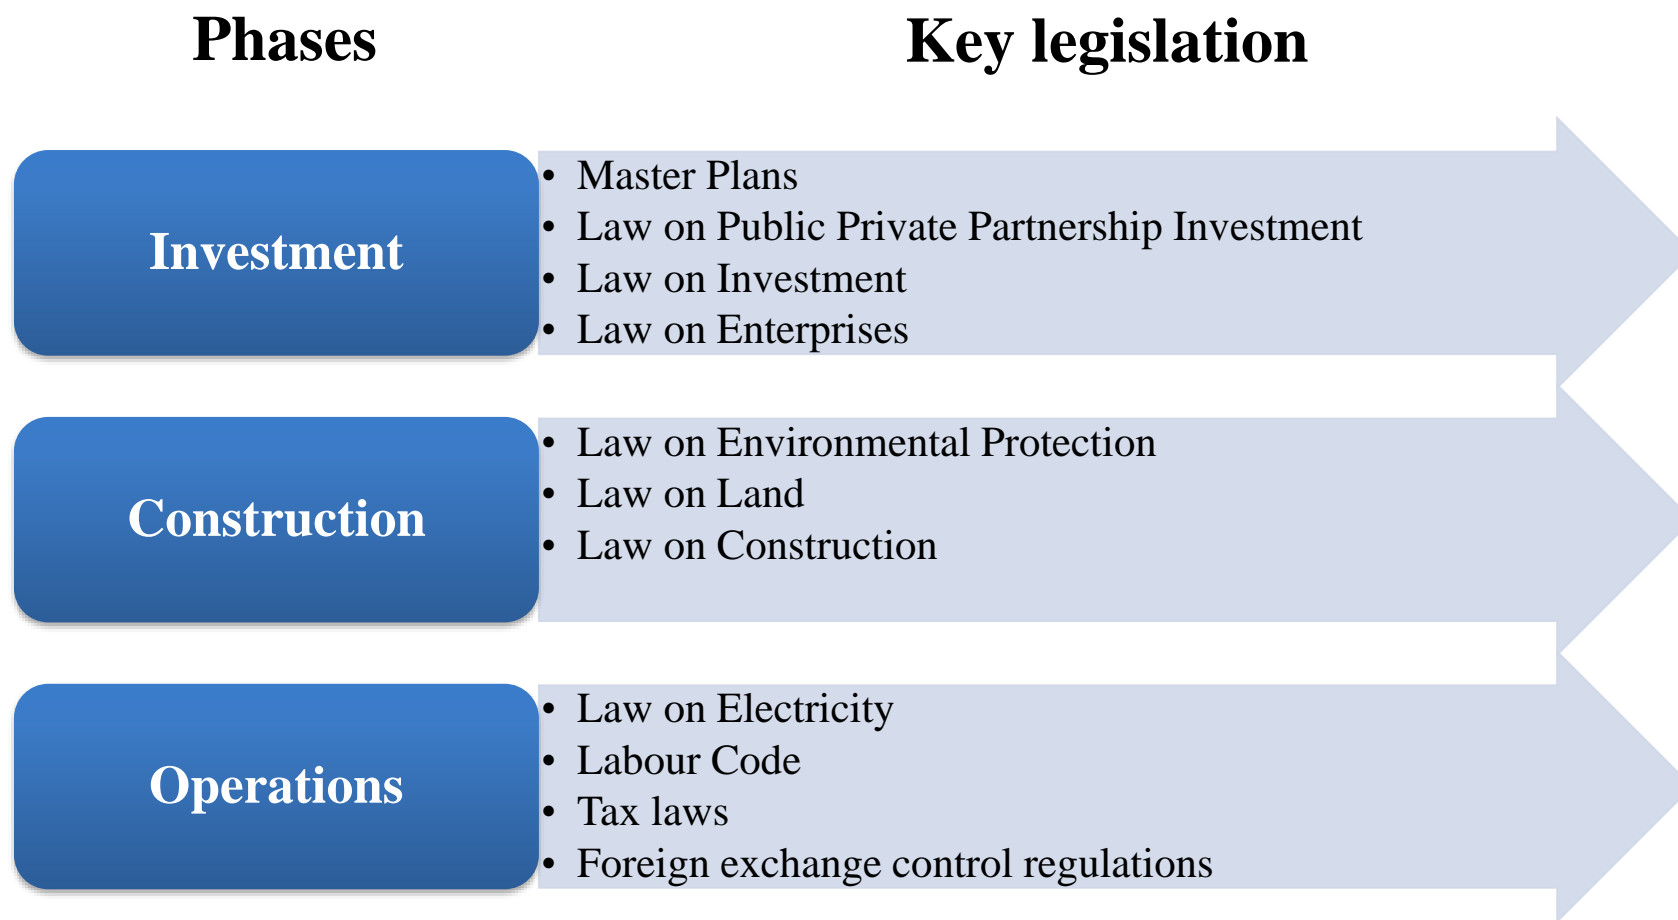 Phases
Key legislation
Investment
• Master Plans
• Law on Public Private Partnership Investment
• Law on Investment
• Law on Enterprises
Construction
• Law on Environmental Protection
• Law on Land
• Law on Construction
Operations
• Law on Electricity
• Labour Code
• Tax laws
• Foreign exchange control regulations